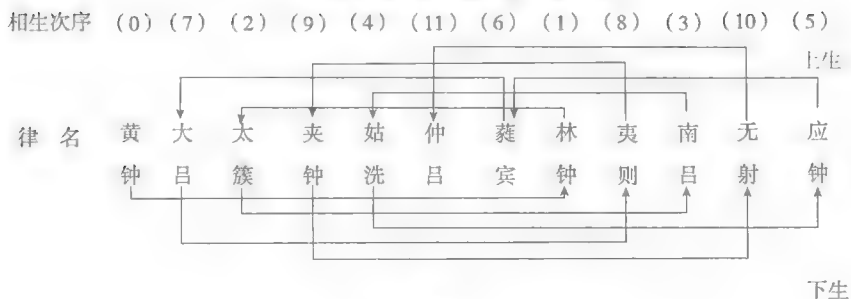 相生次序 (0) (7) (2) (9) (4) (11) (6) (1) (8) (3) (10) (5)
上生
律名 黄钟 大吕 太簇 夹钟 姑洗 仲吕 蕤宾 林钟 夷则 南吕 无射 应钟
下生